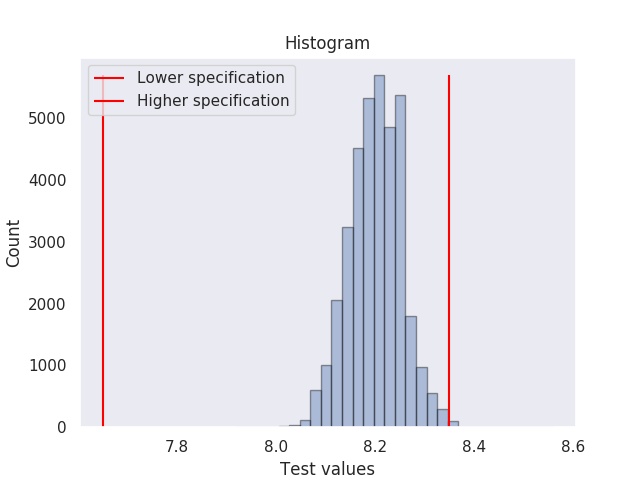 Histogram
Lower specification
Higher specification
5000
4000
3000
2000
1000
0
Count
7.8 8.0 8.2 8.4 8.6
Test values